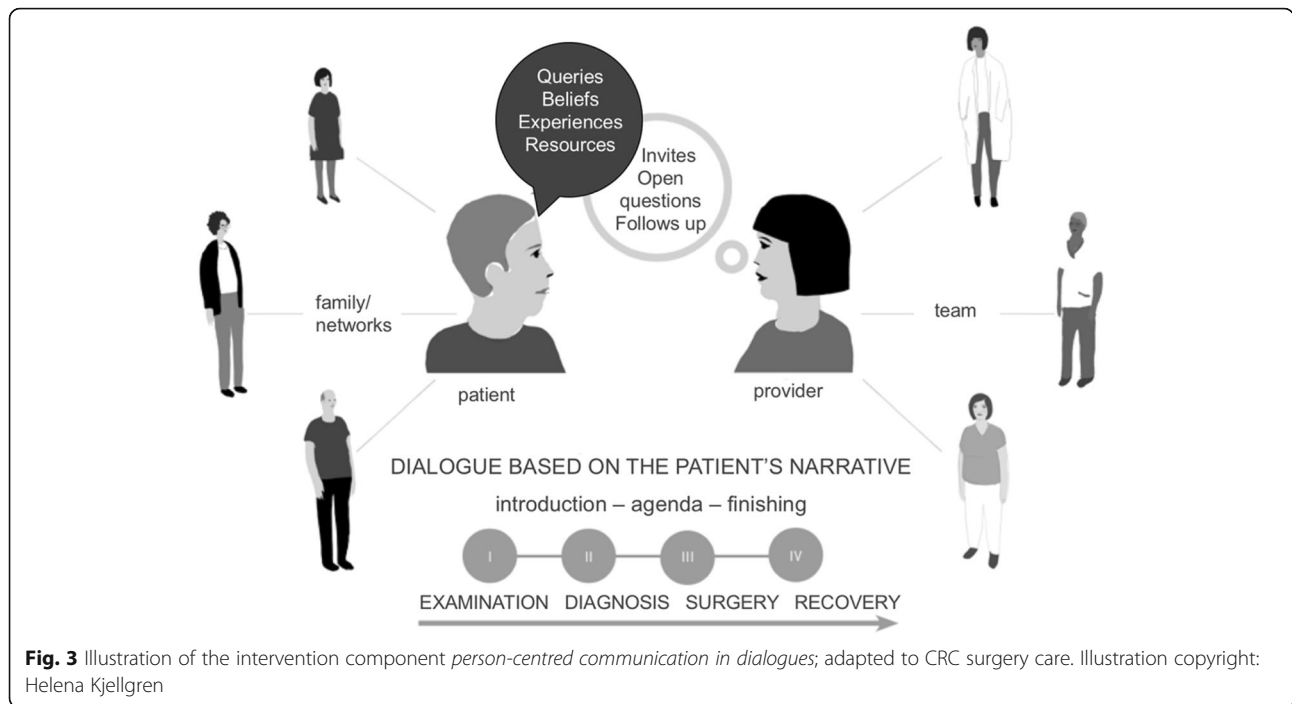 Queries
Beliefs
Experiences
Resources
Invites
Open
questions
Follows up
family/
networks
team
patient
provider
DIALOGUE BASED ON THE PATIENT'S NARRATIVE
introduction – agenda – finishing
I II III IV
EXAMINATION DIAGNOSIS SURGERY RECOVERY
Fig. 3 Illustration of the intervention component person-centred communication in dialogues; adapted to CRC surgery care. Illustration copyright:
Helena Kjellgren